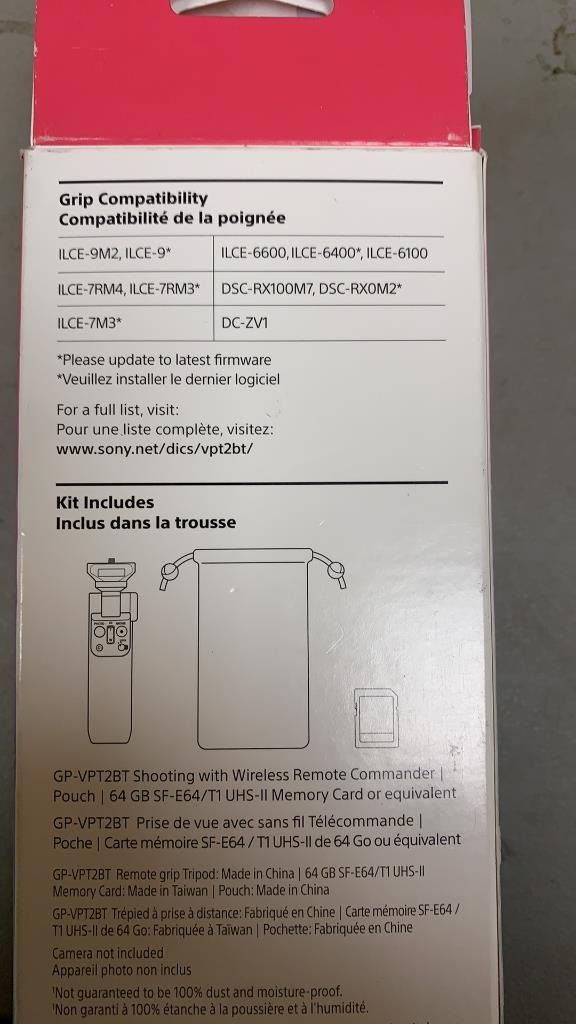 Grip Compatibility
Compatibilité de la poignée
ILCE-9M2, ILCE-9* ILCE-6600, ILCE-6400*, ILCE-6100
ILCE-7RM4, ILCE-7RM3* DSC-RX100M7, DSC-RX0M2*
ILCE-7M3* DC-ZV1
*Please update to latest firmware
*Veuillez installer le dernier logiciel
For a full list, visit:
Pour une liste complète, visitez:
www.sony.net/dics/vpt2bt/
Kit Includes
Inclus dans la trousse
GP-VPT2BT Shooting with Wireless Remote Commander |
Pouch | 64 GB SF-E64/T1 UHS-II Memory Card or equivalent
GP-VPT2BT Prise de vue avec sans fil Télécommande |
Poche | Carte mémoire SF-E64 / T1 UHS-II de 64 Go ou équivalent
GP-VPT2BT Remote grip Tripod: Made in China | 64 GB SF-E64/T1 UHS-II
Memory Card: Made in Taiwan | Pouch: Made in China
GP-VPT2BT Trépied à prise à distance: Fabriqué en Chine | Carte mémoire SF-E64 /
T1 UHS-II de 64 Go: Fabriquée à Taïwan | Pochette: Fabriquée en Chine
Camera not included
Appareil photo non inclus
¹Not guaranteed to be 100% dust and moisture-proof.
¹Non garanti à 100% étanche à la poussière et à l'humidité.